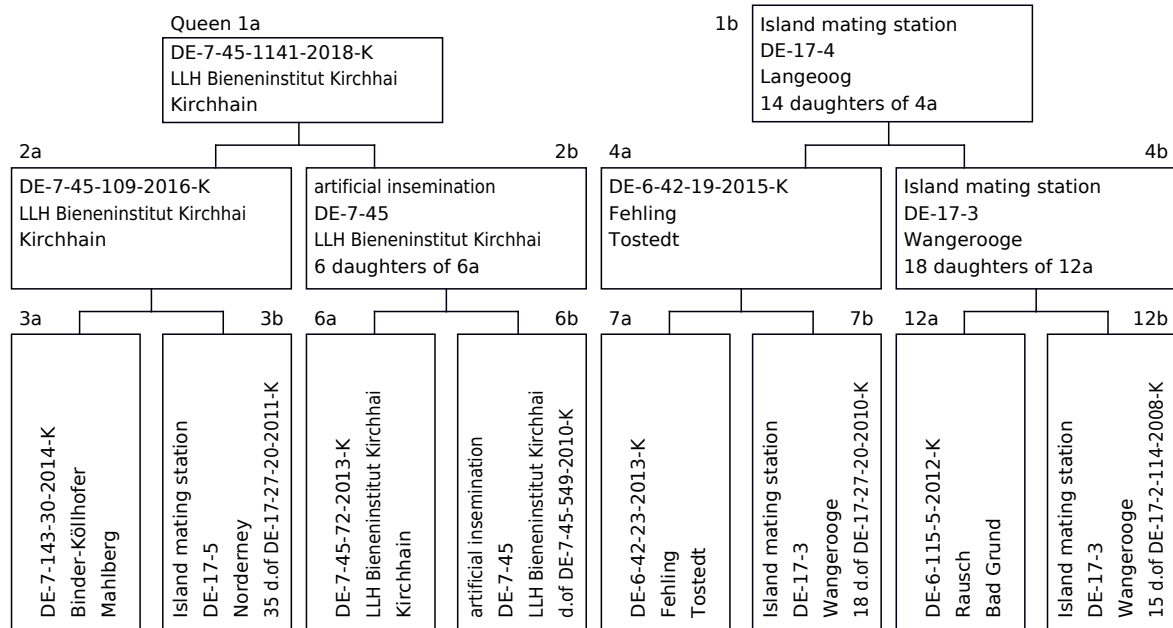 Queen 1a
DE-7-45-1141-2018-K
LLH Bieneninstitut Kirchhai
Kirchhain
1b
Island mating station
DE-17-4
Langeoog
14 daughters of 4a
2a
DE-7-45-109-2016-K
LLH Bieneninstitut Kirchhai
Kirchhain
2b
artificial insemination
DE-7-45
LLH Bieneninstitut Kirchhai
6 daughters of 6a
4a
DE-6-42-19-2015-K
Fehling
Tostedt
4b
Island mating station
DE-17-3
Wangerooge
18 daughters of 12a
3a
DE-7-143-30-2014-K
Binder-Köllhofer
Mahlberg
3b
Island mating station
DE-17-5
Norderney
35 d.of DE-17-27-20-2011-K
6a
DE-7-45-72-2013-K
LLH Bieneninstitut Kirchhai
Kirchhain
6b
artificial insemination
DE-7-45
LLH Bieneninstitut Kirchhai
d.of DE-7-45-549-2010-K
7a
DE-6-42-23-2013-K
Fehling
Tostedt
7b
Island mating station
DE-17-3
Wangerooge
18 d.of DE-17-27-20-2010-K
12a
DE-6-115-5-2012-K
Rausch
Bad Grund
12b
Island mating station
DE-17-3
Wangerooge
15 d.of DE-17-2-114-2008-K